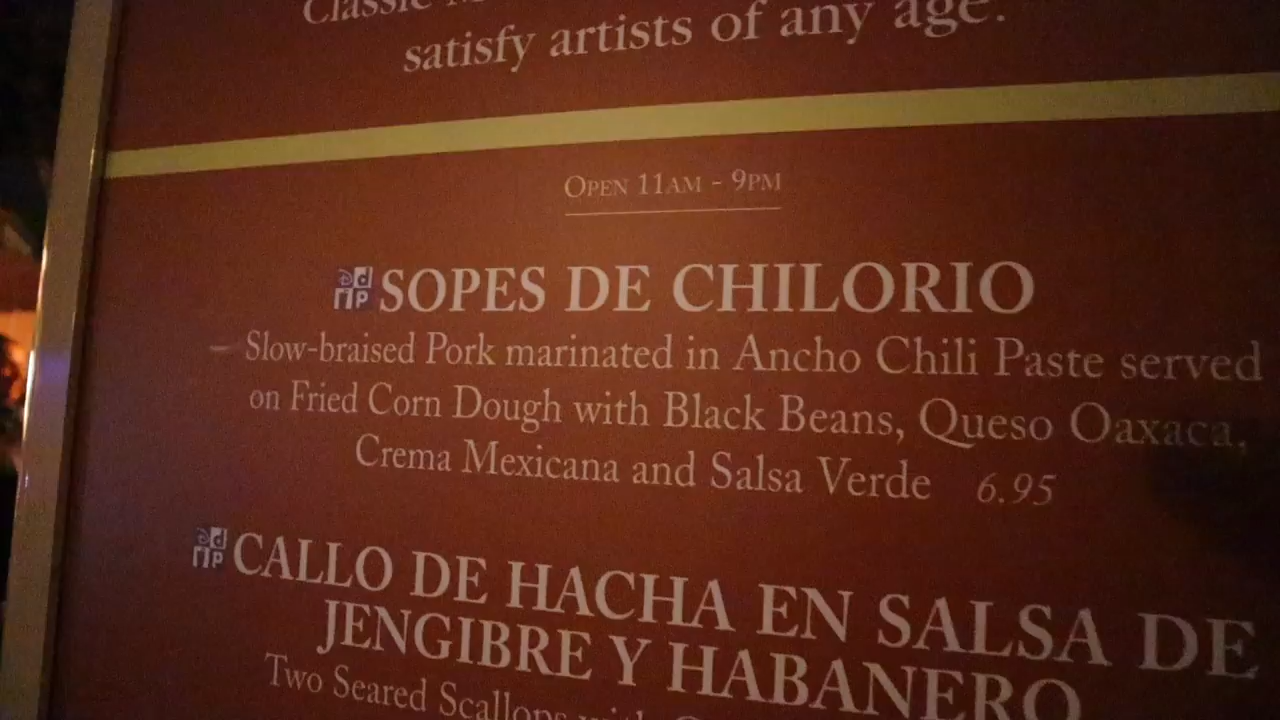 Classic
satisfy artists of any age.
OPEN 11AM - 9PM
SOPES DE CHILORIO
Slow-braised Pork marinated in Ancho Chili Paste served
on Fried Corn Dough with Black Beans, Queso Oaxaca,
Crema Mexicana and Salsa Verde 6.95
CALLO DE HACHA EN SALSA DE
JENGIBRE Y HABANERO
Two Seared Scallops with